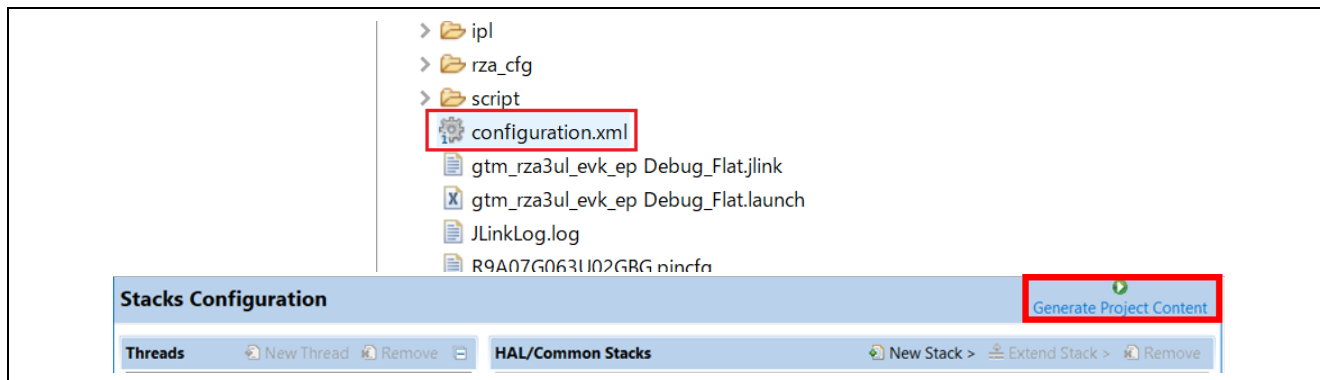 ipl
rza_cfg
script
configuration.xml
gtm_rza3ul_evk_ep Debug_Flat.jlink
gtm_rza3ul_evk_ep Debug_Flat.launch
JLinkLog.log
R9A07G063U02GBG.pincfg
Stacks Configuration
Generate Project Content
Threads New Thread Remove HAL/Common Stacks New Stack > Extend Stack > Remove